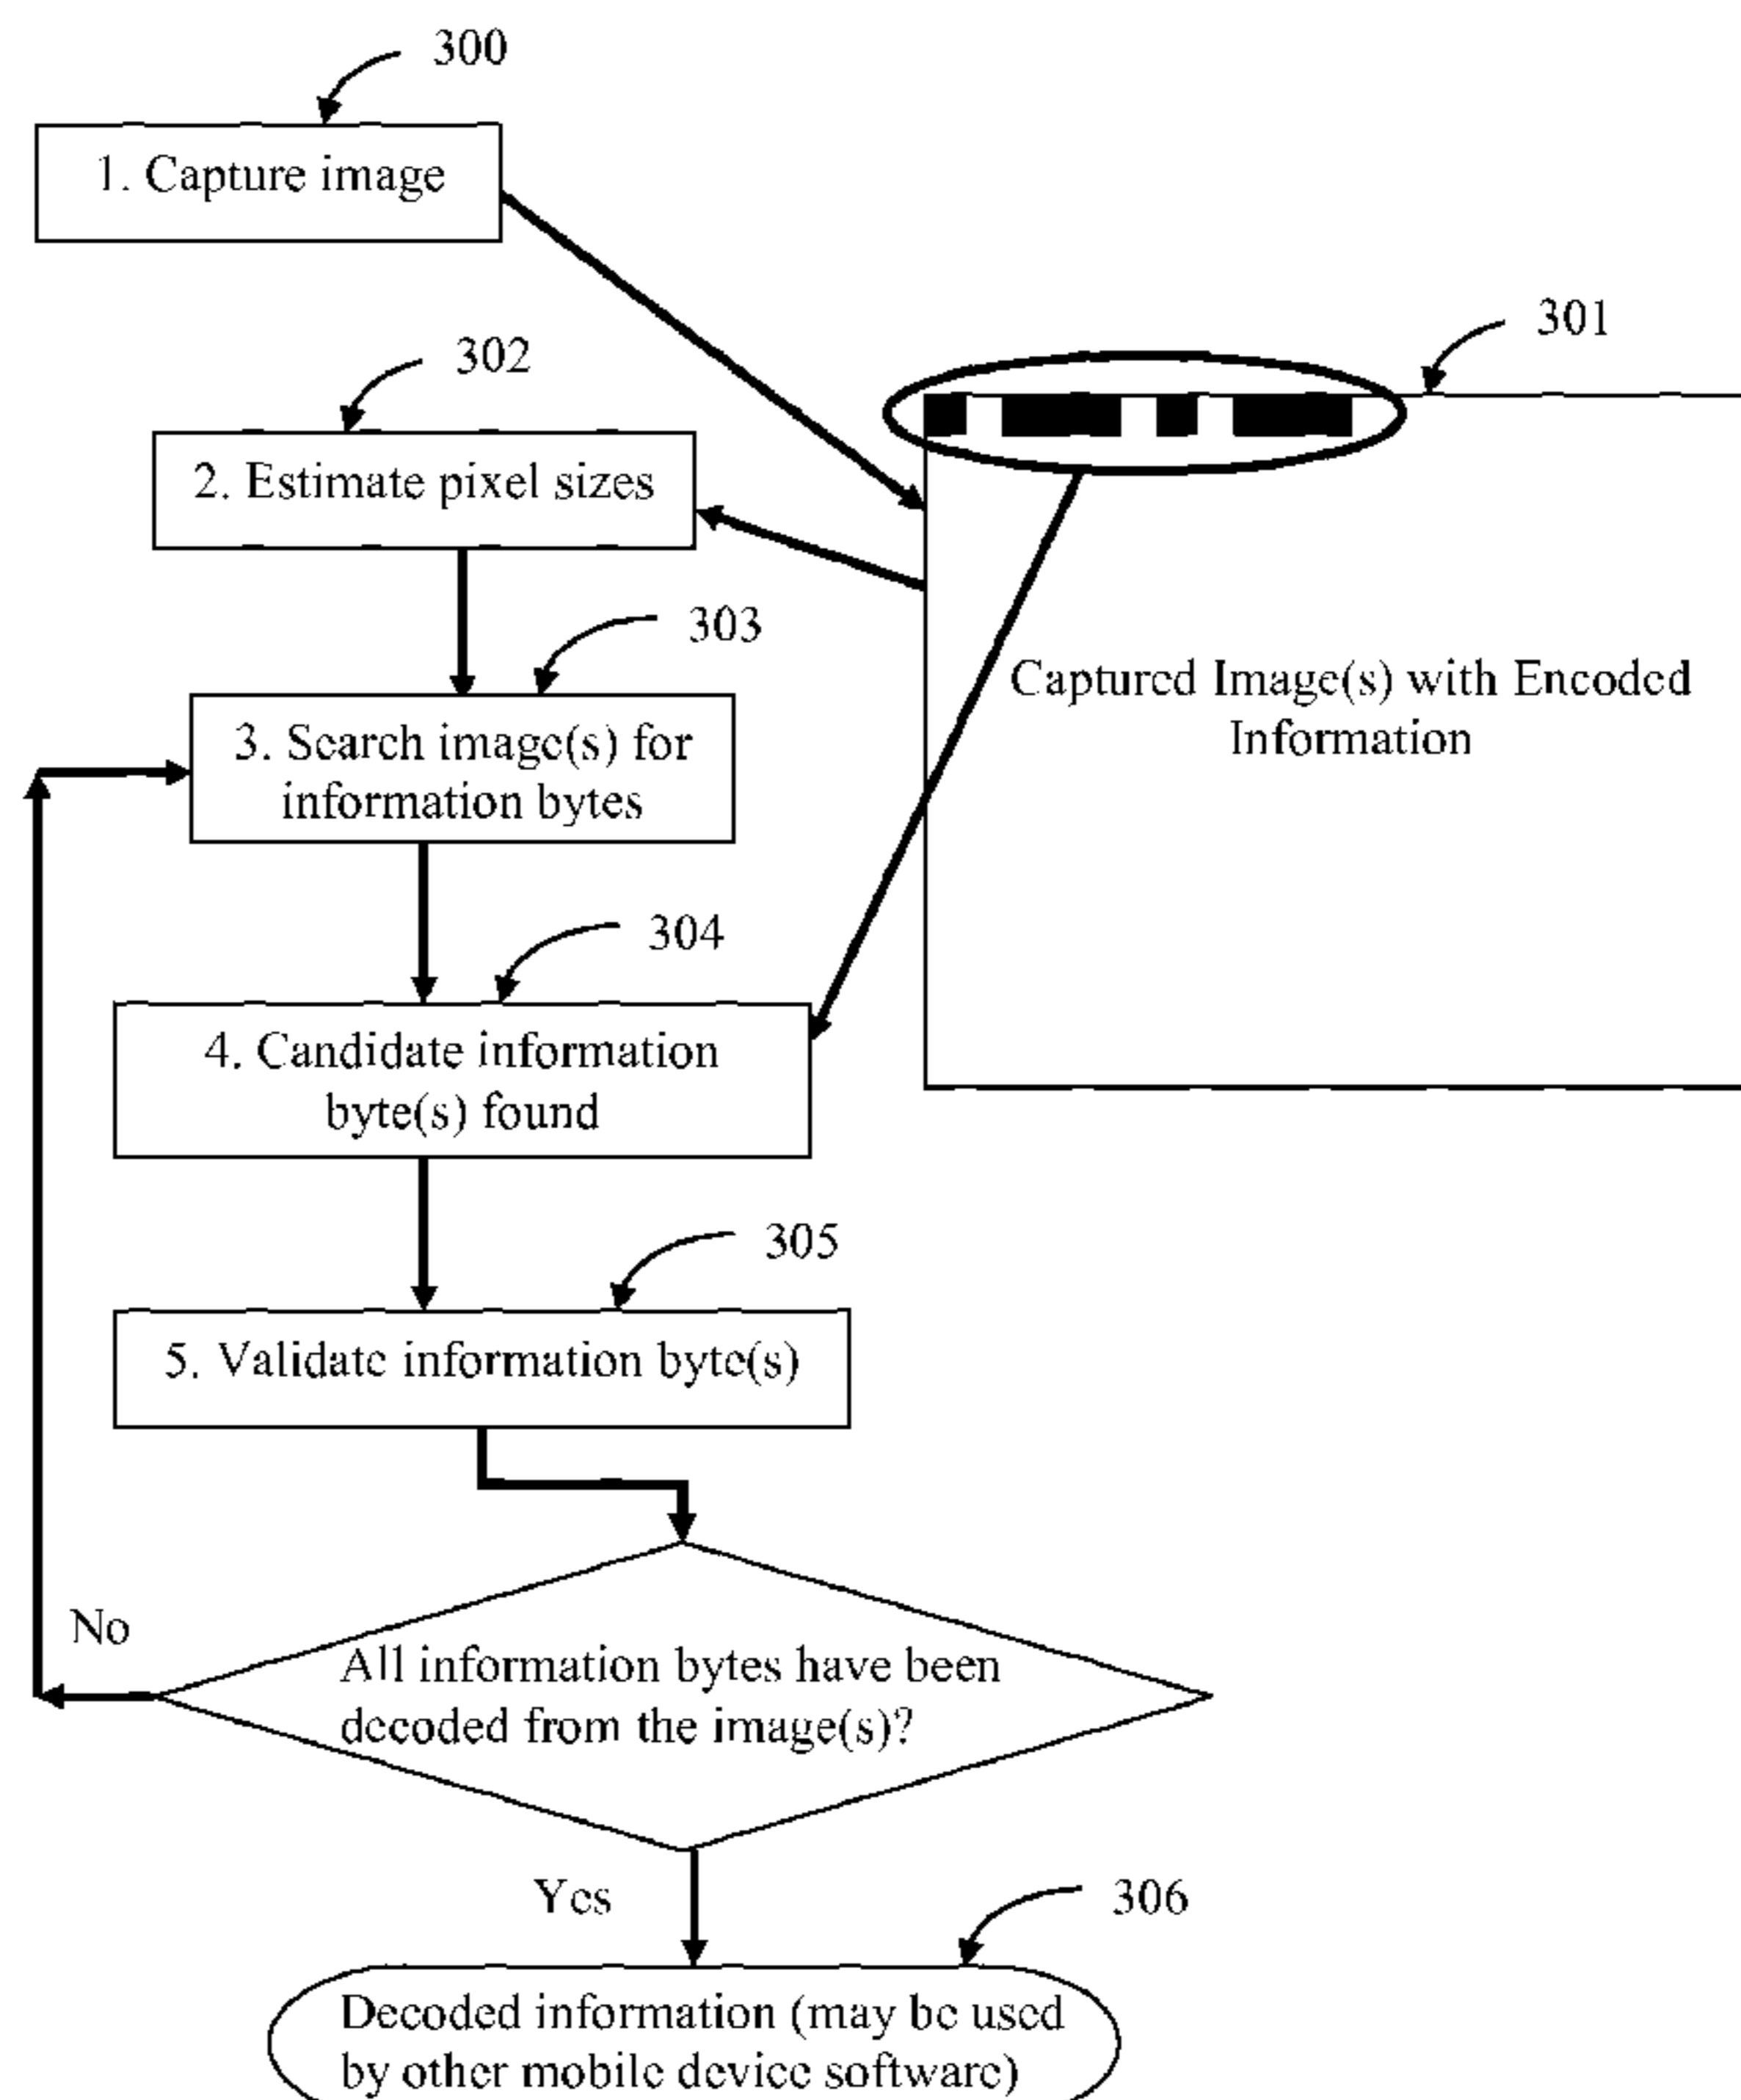 300
1. Capture image
301
302
2. Estimate pixel sizes
303
Captured Image(s) with Encoded
Information
3. Search image(s) for
information bytes
304
4. Candidate information
byte(s) found
305
5. Validate information byte(s)
No
All information bytes have been
decoded from the image(s)?
Yes
306
Decoded information (may be used
by other mobile device software)